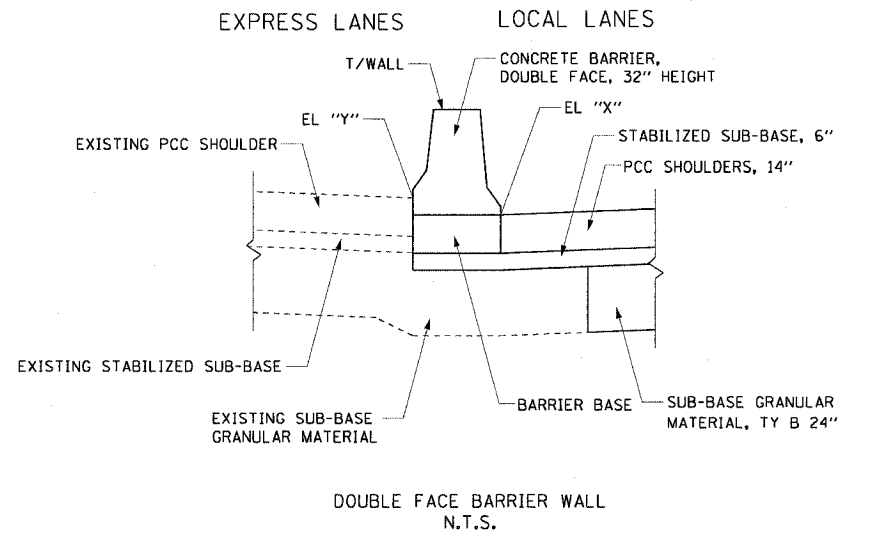 EXPRESS LANES
LOCAL LANES
T/WALL
CONCRETE BARRIER,
DOUBLE FACE, 32" HEIGHT
EL "Y"
EL "X"
EXISTING PCC SHOULDER
STABILIZED SUB-BASE, 6"
PCC SHOULDERS, 14"
EXISTING STABILIZED SUB-BASE
EXISTING SUB-BASE
GRANULAR MATERIAL
BARRIER BASE
SUB-BASE GRANULAR
MATERIAL, TY B 24"
DOUBLE FACE BARRIER WALL
N.T.S.